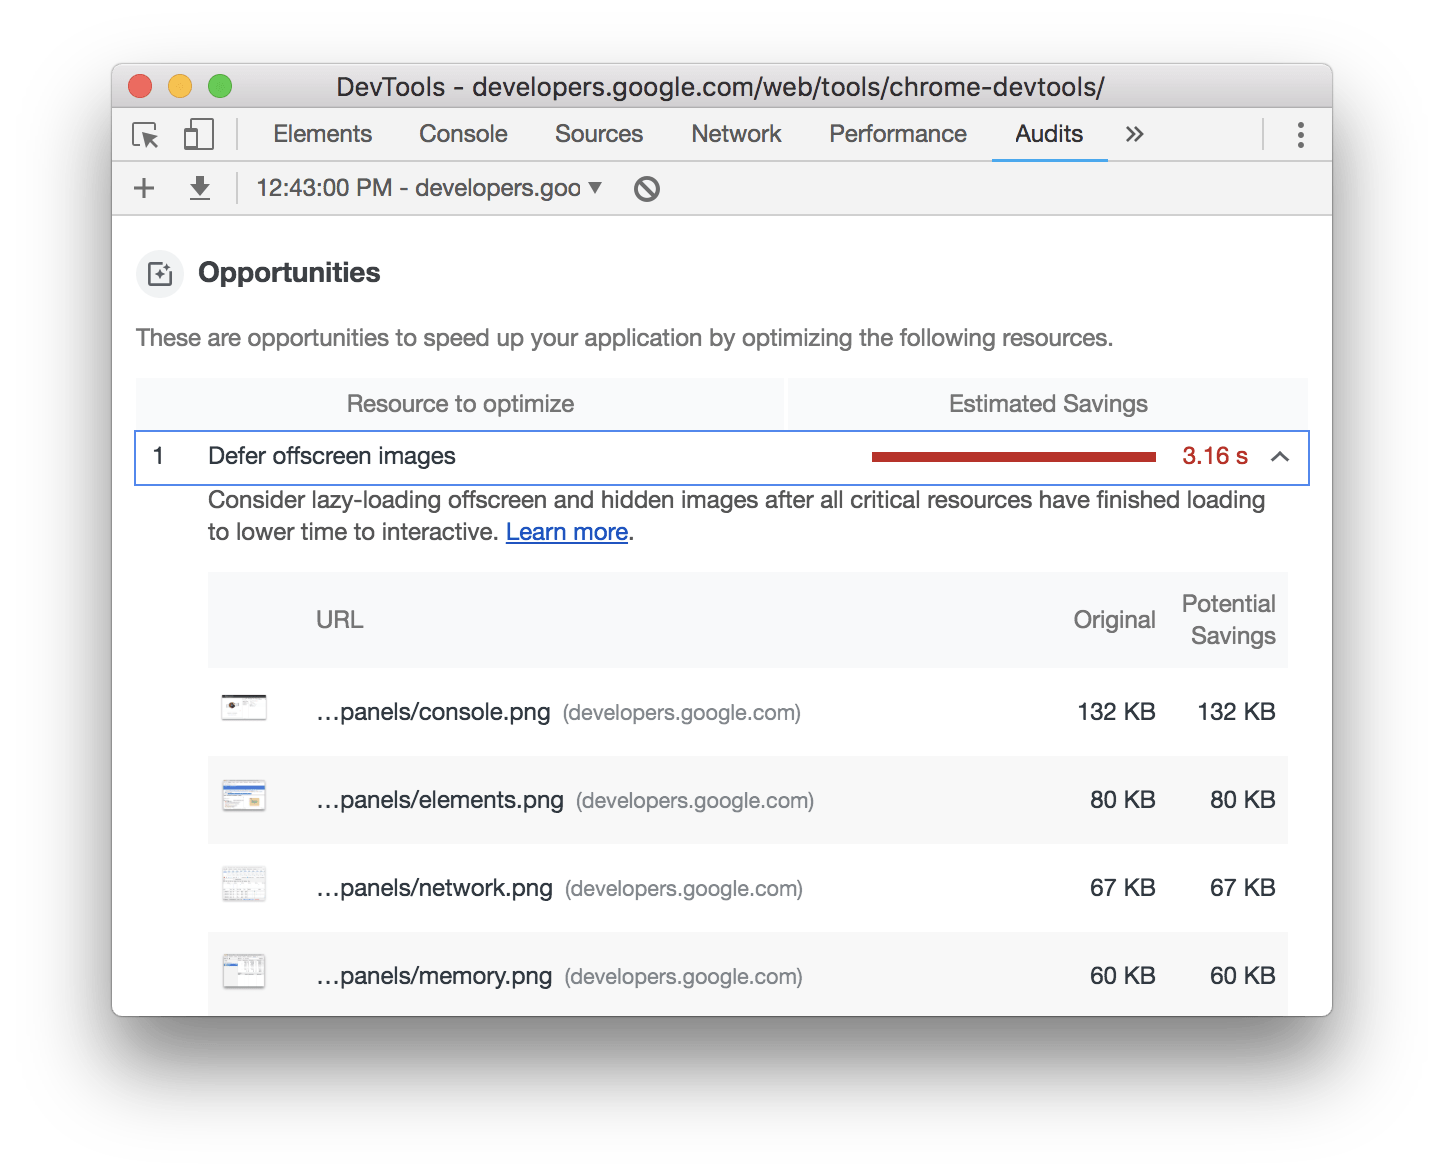 DevTools - developers.google.com/web/tools/chrome-devtools/
Elements Console Sources Network Performance Audits »
12:43:00 PM - developers.goo ▼
Opportunities
These are opportunities to speed up your application by optimizing the following resources.
Resource to optimize Estimated Savings
1 Defer offscreen images 3.16 s
Consider lazy-loading offscreen and hidden images after all critical resources have finished loading
to lower time to interactive. Learn more.
URL Original Potential Savings
…panels/console.png (developers.google.com) 132 KB 132 KB
…panels/elements.png (developers.google.com) 80 KB 80 KB
…panels/network.png (developers.google.com) 67 KB 67 KB
…panels/memory.png (developers.google.com) 60 KB 60 KB